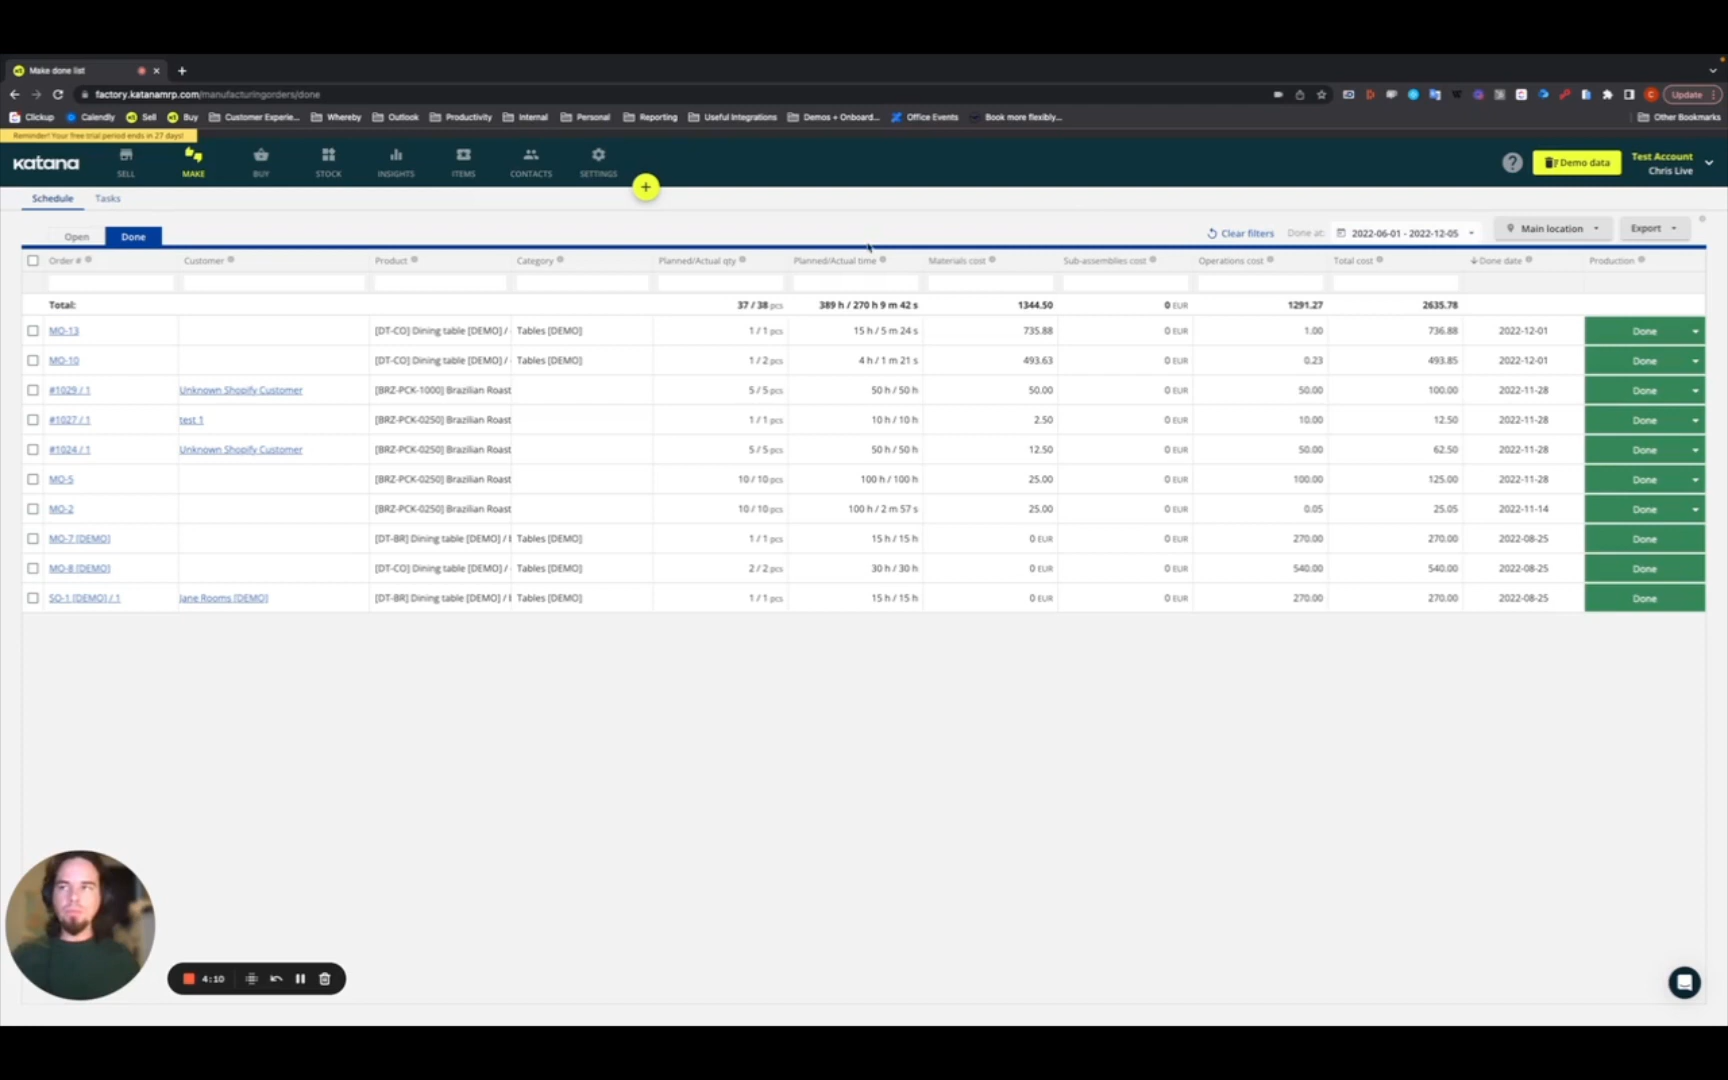 Make done list
factory.katanamrp.com/manufacturingorders/done
Update
Clickup Calendly Sell Buy Customer Experie... Whereby Outlook Productivity Internal Personal Reporting Useful Integrations Demos + Onboard... Office Events Book more flexibly... Other Bookmarks
Reminder! Your free trial period ends in 27 days!
katana SELL MAKE BUY STOCK INSIGHTS ITEMS CONTACTS SETTINGS + ? Demo data Test Account
Chris Live
Schedule Tasks
Open Done Clear filters Done at: 2022-06-01 - 2022-12-05 Main location Export
Order # Customer Product Category Planned/Actual qty Planned/Actual time Materials cost Sub-assemblies cost Operations cost Total cost Done date Production
Total: 37 / 38 pcs 389 h / 270 h 9 m 42 s 1344.50 0 EUR 1291.27 2635.78
MO-13 [DT-CO] Dining table [DEMO] / Tables [DEMO] 1 / 1 pcs 15 h / 5 m 24 s 735.88 0 EUR 1.00 736.88 2022-12-01 Done
MO-10 [DT-CO] Dining table [DEMO] / Tables [DEMO] 1 / 2 pcs 4 h / 1 m 21 s 493.63 0 EUR 0.23 493.85 2022-12-01 Done
#1029 / 1 Unknown Shopify Customer [BRZ-PCK-1000] Brazilian Roast 5 / 5 pcs 50 h / 50 h 50.00 0 EUR 50.00 100.00 2022-11-28 Done
#1027 / 1 test 1 [BRZ-PCK-0250] Brazilian Roast 1 / 1 pcs 10 h / 10 h 2.50 0 EUR 10.00 12.50 2022-11-28 Done
#1024 / 1 Unknown Shopify Customer [BRZ-PCK-0250] Brazilian Roast 5 / 5 pcs 50 h / 50 h 12.50 0 EUR 50.00 62.50 2022-11-28 Done
MO-5 [BRZ-PCK-0250] Brazilian Roast 10 / 10 pcs 100 h / 100 h 25.00 0 EUR 100.00 125.00 2022-11-28 Done
MO-2 [BRZ-PCK-0250] Brazilian Roast 10 / 10 pcs 100 h / 2 m 57 s 25.00 0 EUR 0.05 25.05 2022-11-14 Done
MO-7 [DEMO] [DT-BR] Dining table [DEMO] / Tables [DEMO] 1 / 1 pcs 15 h / 15 h 0 EUR 0 EUR 270.00 270.00 2022-08-25 Done
MO-8 [DEMO] [DT-CO] Dining table [DEMO] / Tables [DEMO] 2 / 2 pcs 30 h / 30 h 0 EUR 0 EUR 540.00 540.00 2022-08-25 Done
SO-1 [DEMO] / 1 Jane Rooms [DEMO] [DT-BR] Dining table [DEMO] / Tables [DEMO] 1 / 1 pcs 15 h / 15 h 0 EUR 0 EUR 270.00 270.00 2022-08-25 Done
4:10